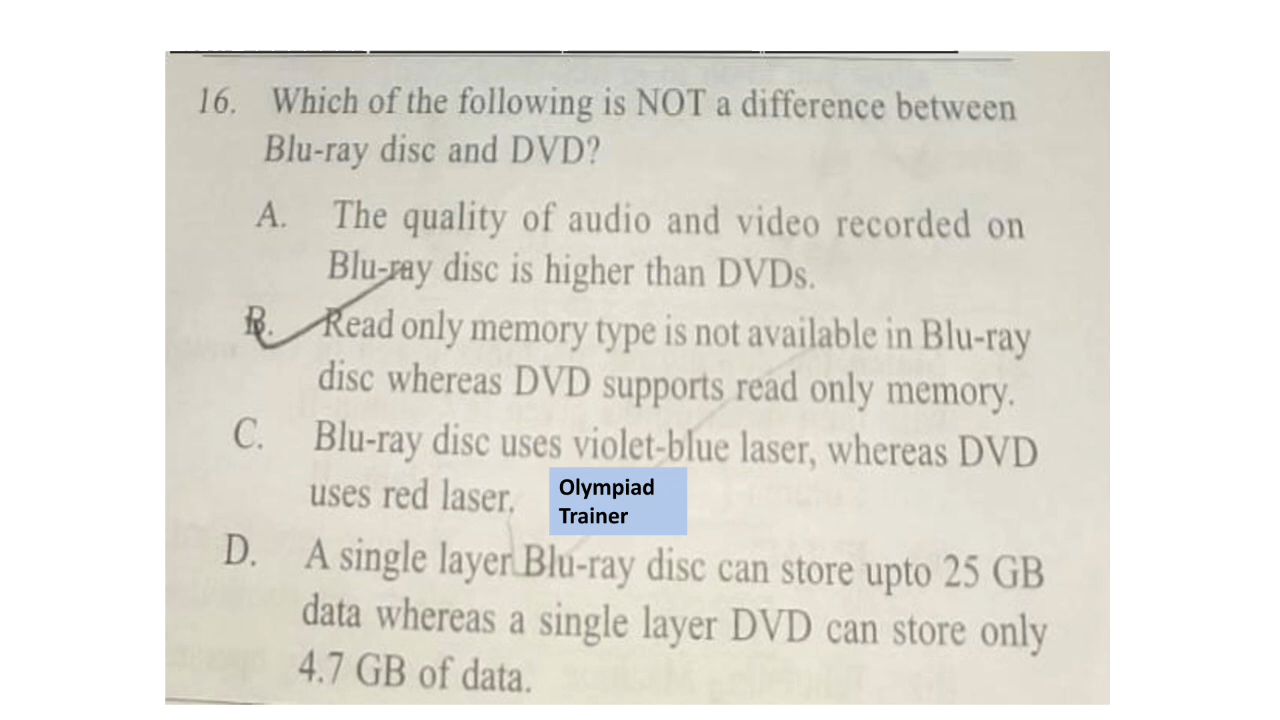 16. Which of the following is NOT a difference between
Blu-ray disc and DVD?
A. The quality of audio and video recorded on
Blu-ray disc is higher than DVDs.
B. Read only memory type is not available in Blu-ray
disc whereas DVD supports read only memory.
C. Blu-ray disc uses violet-blue laser, whereas DVD
uses red laser.
Olympiad
Trainer
D. A single layer Blu-ray disc can store upto 25 GB
data whereas a single layer DVD can store only
4.7 GB of data.